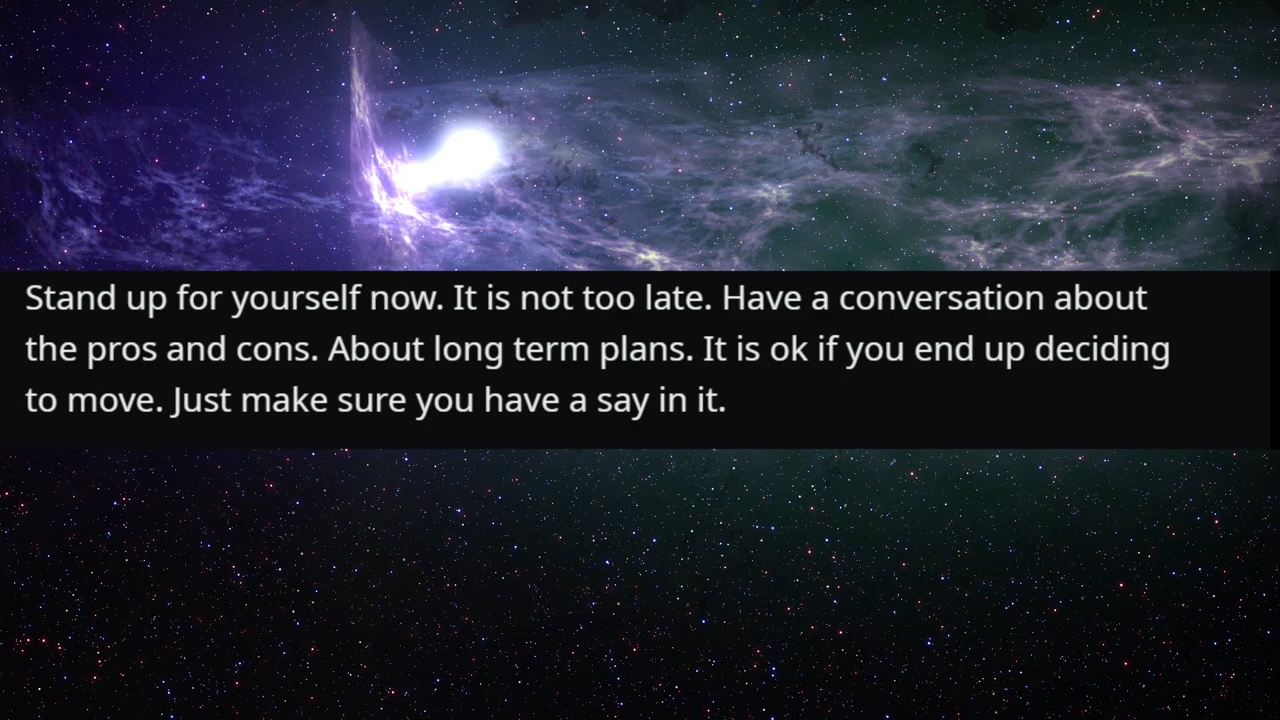 Stand up for yourself now. It is not too late. Have a conversation about
the pros and cons. About long term plans. It is ok if you end up deciding
to move. Just make sure you have a say in it.